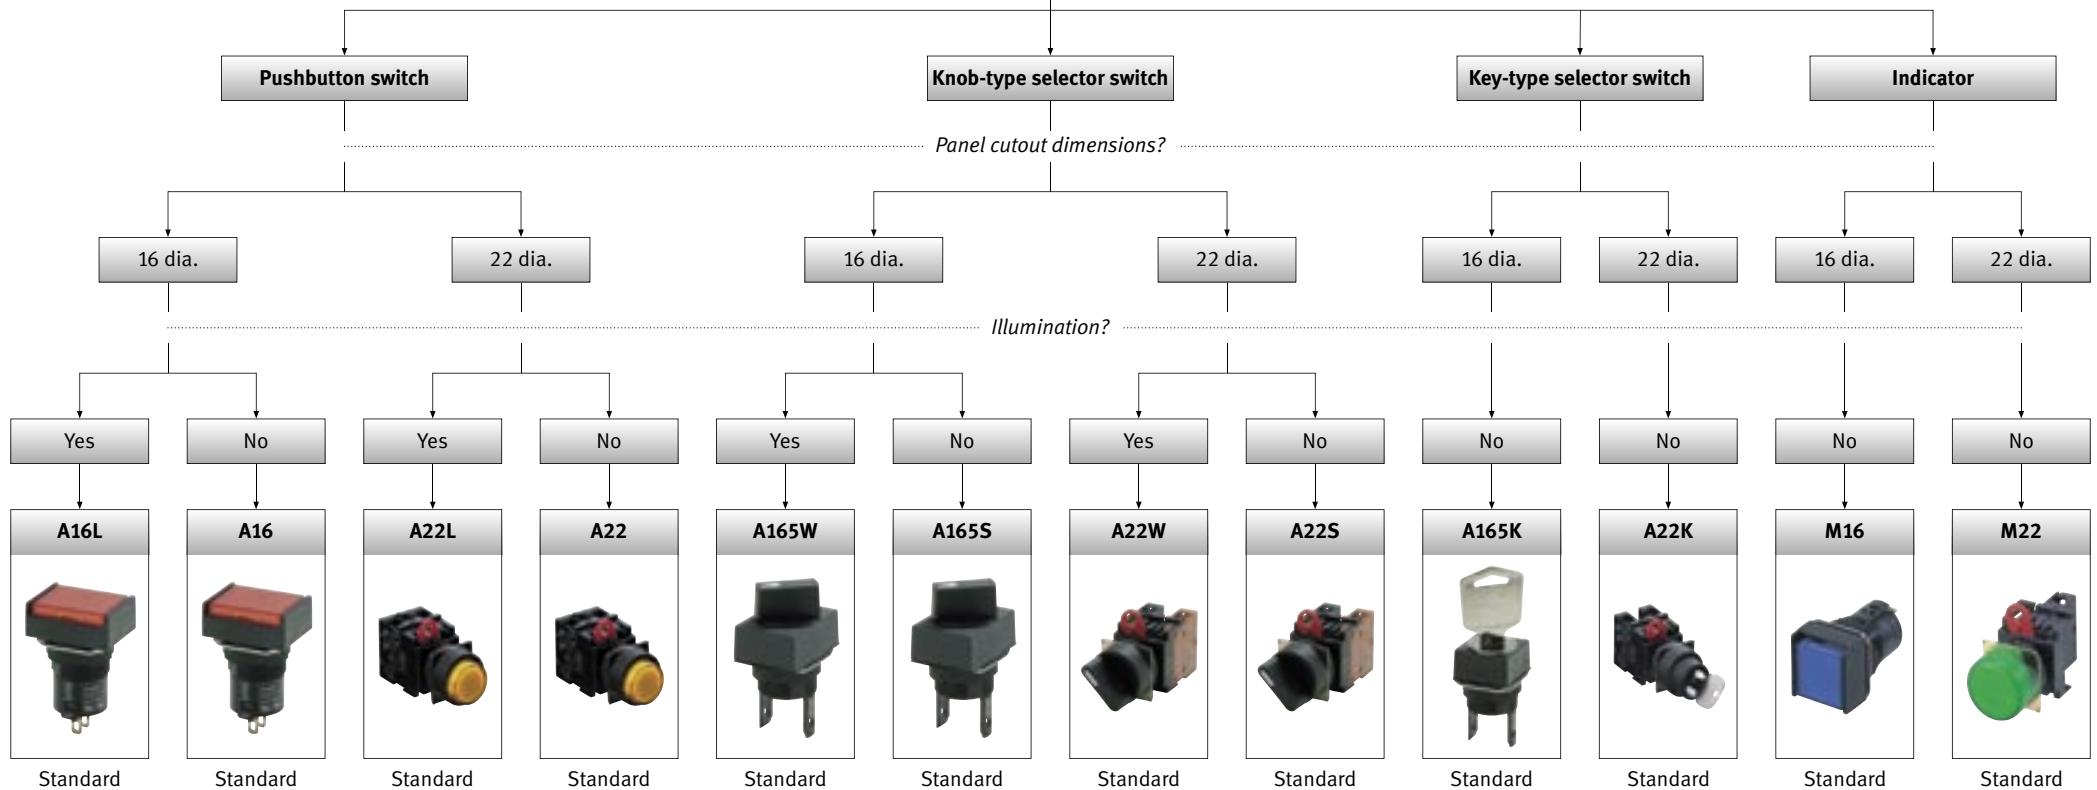 Pushbutton switch
Knob-type selector switch
Key-type selector switch
Indicator
Panel cutout dimensions?
16 dia.
22 dia.
16 dia.
22 dia.
16 dia.
22 dia.
16 dia.
22 dia.
Illumination?
Yes
No
Yes
No
Yes
No
Yes
No
No
No
No
No
A16L
A16
A22L
A22
A165W
A165S
A22W
A22S
A165K
A22K
M16
M22
Standard
Standard
Standard
Standard
Standard
Standard
Standard
Standard
Standard
Standard
Standard
Standard